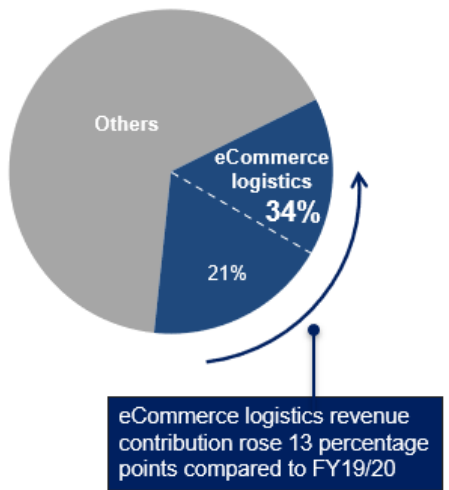 Others
eCommerce
logistics
34%
21%
eCommerce logistics revenue
contribution rose 13 percentage
points compared to FY19/20